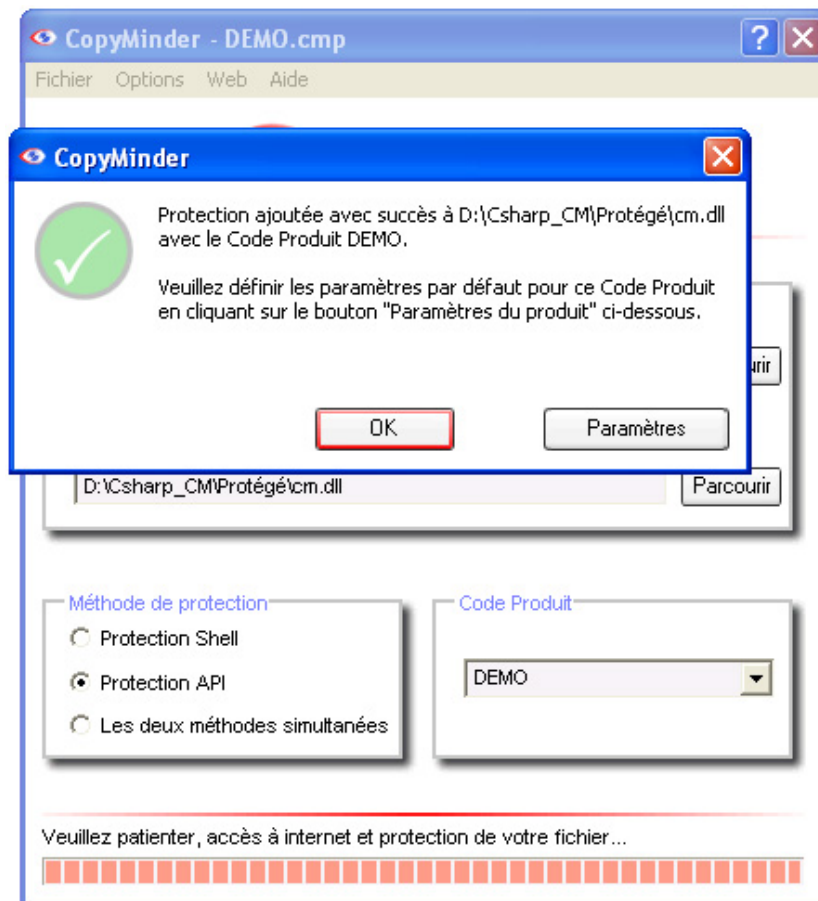 CopyMinder - DEMO.cmp
Fichier Options Web Aide
CopyMinder
Protection ajoutée avec succès à D:\Csharp_CM\Protégé\cm.dll
avec le Code Produit DEMO.
Veuillez définir les paramètres par défaut pour ce Code Produit
en cliquant sur le bouton "Paramètres du produit" ci-dessous.
OK
Paramètres
D:\Csharp_CM\Protégé\cm.dll
Parcourir
Méthode de protection
Protection Shell
Protection API
Les deux méthodes simultanées
Code Produit
DEMO
Veuillez patienter, accès à internet et protection de votre fichier...